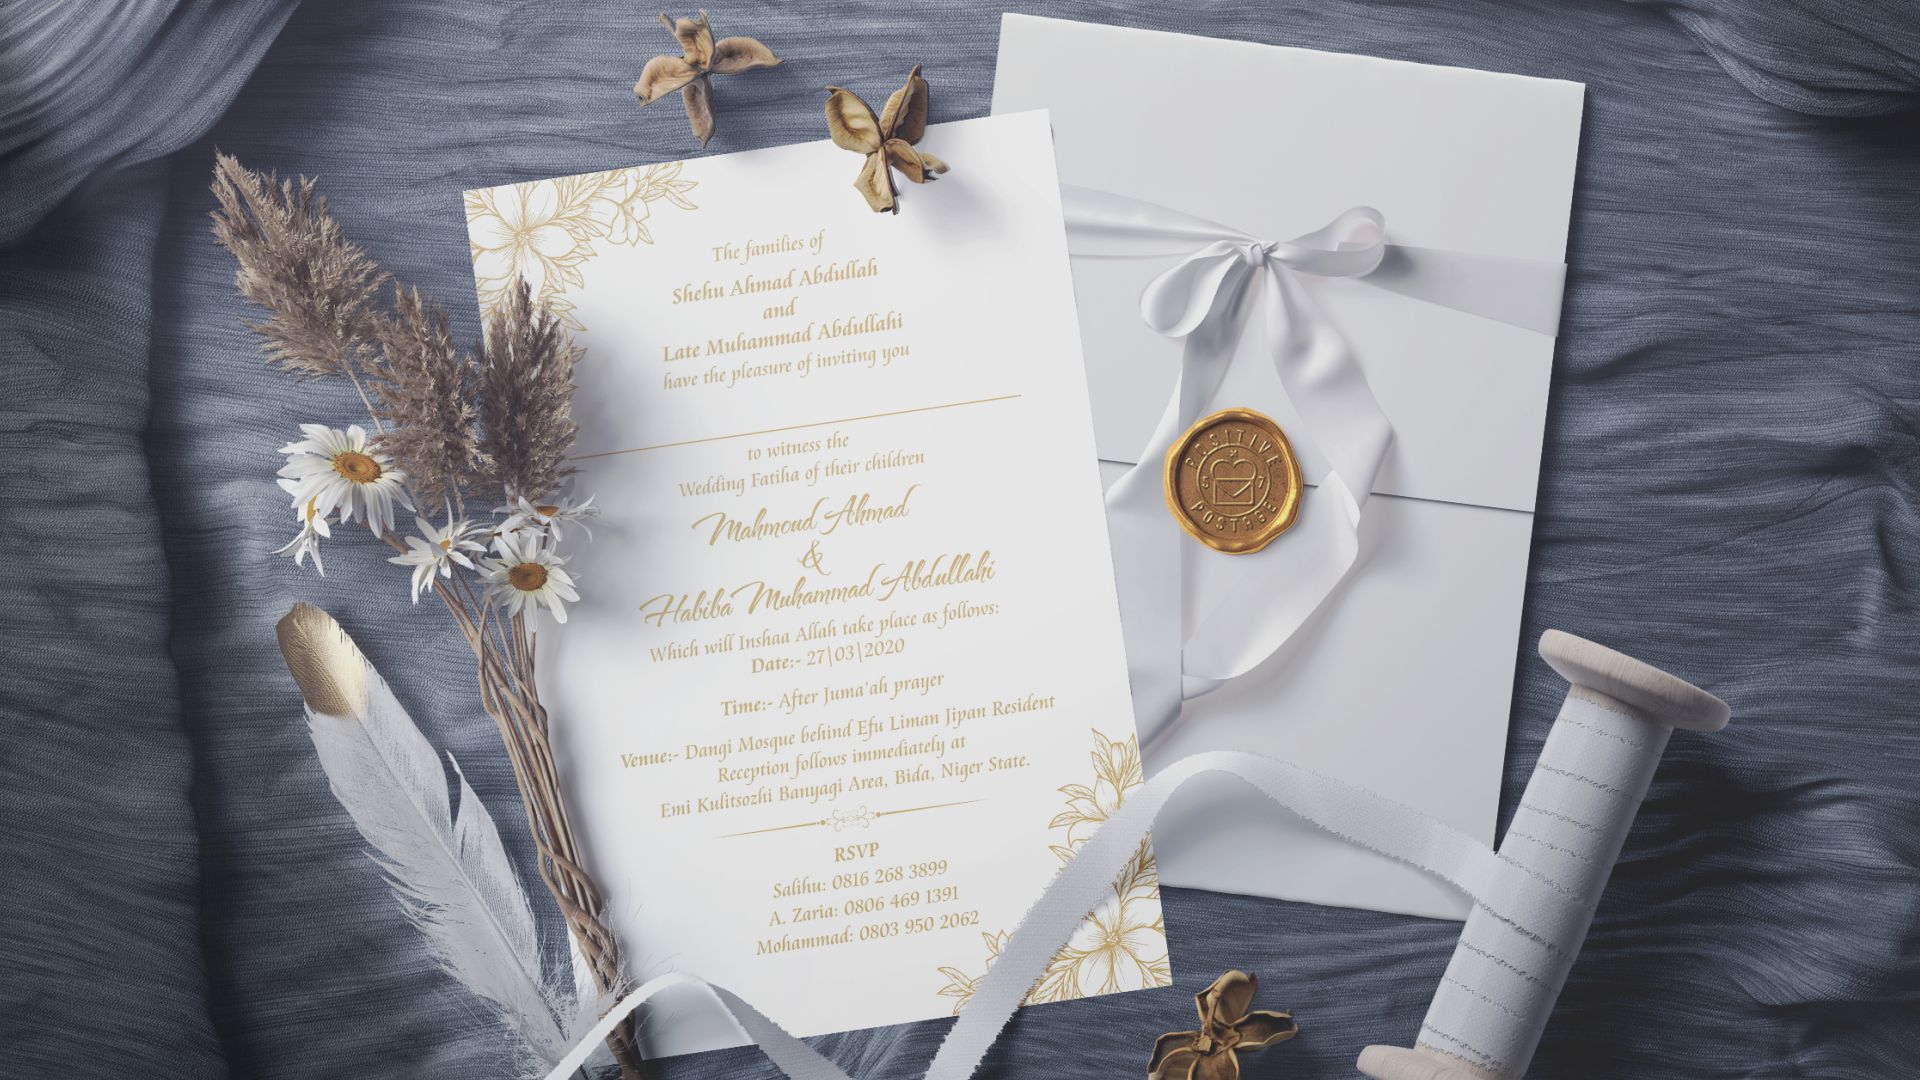 The families of
Shehu Ahmad Abdullah
and
Late Muhammad Abdullahi
have the pleasure of inviting you
to witness the
Wedding Fatiha of their children
Mahmoud Ahmad
&
Habiba Muhammad Abdullahi
Which will Inshaa Allah take place as follows:
Date:- 27|03|2020
Time:- After Juma'ah prayer
Venue:- Dangi Mosque behind Efu Liman Jipan Resident
Reception follows immediately at
Emi Kulitsozhi Banyagi Area, Bida, Niger State.
RSVP
Salihu: 0816 268 3899
A. Zaria: 0806 469 1391
Mohammad: 0803 950 2062
POSITIVE
5 7
POSTAGE